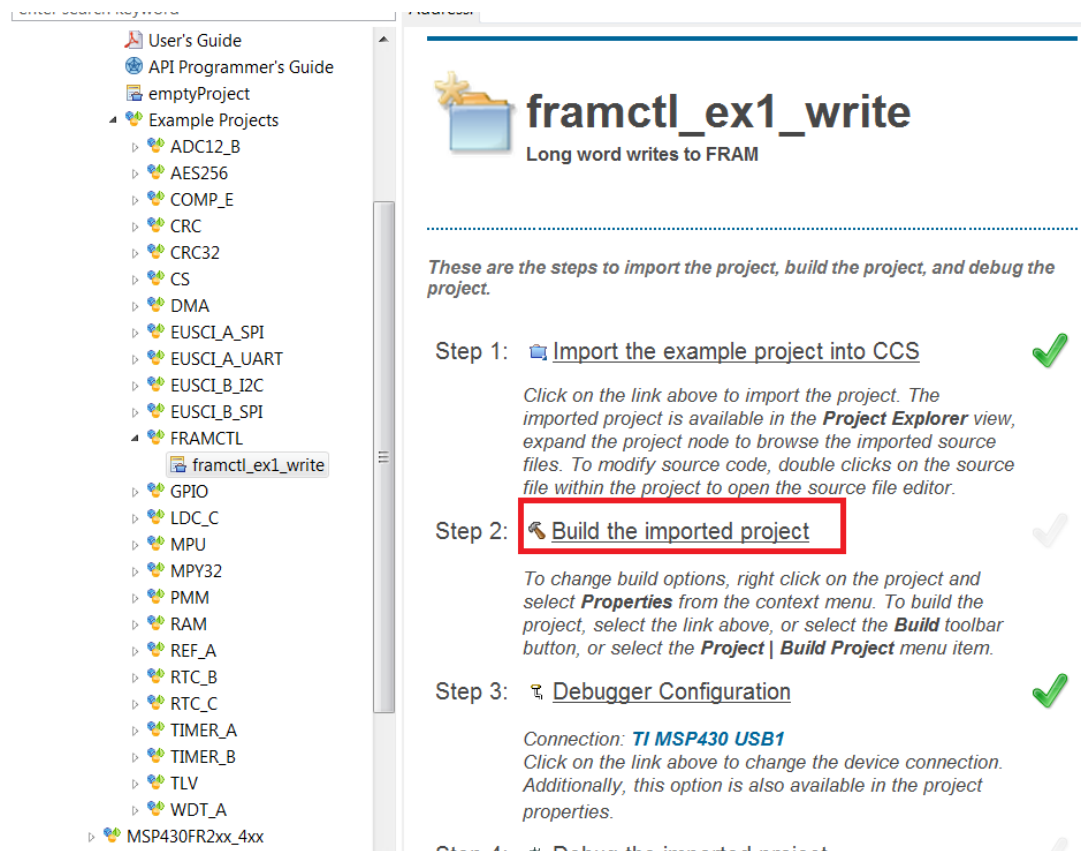 enter search keyword
User's Guide
API Programmer's Guide
emptyProject
Example Projects
ADC12_B
AES256
COMP_E
CRC
CRC32
CS
DMA
EUSCI_A_SPI
EUSCI_A_UART
EUSCI_B_I2C
EUSCI_B_SPI
FRAMCTL
framctl_ex1_write
GPIO
LDC_C
MPU
MPY32
PMM
RAM
REF_A
RTC_B
RTC_C
TIMER_A
TIMER_B
TLV
WDT_A
MSP430FR2xx_4xx
framctl_ex1_write
Long word writes to FRAM
These are the steps to import the project, build the project, and debug the
project.
Step 1: Import the example project into CCS
Click on the link above to import the project. The
imported project is available in the Project Explorer view,
expand the project node to browse the imported source
files. To modify source code, double clicks on the source
file within the project to open the source file editor.
Step 2: Build the imported project
To change build options, right click on the project and
select Properties from the context menu. To build the
project, select the link above, or select the Build toolbar
button, or select the Project | Build Project menu item.
Step 3: Debugger Configuration
Connection: TI MSP430 USB1
Click on the link above to change the device connection.
Additionally, this option is also available in the project
properties.
Step 4: Debug the imported project